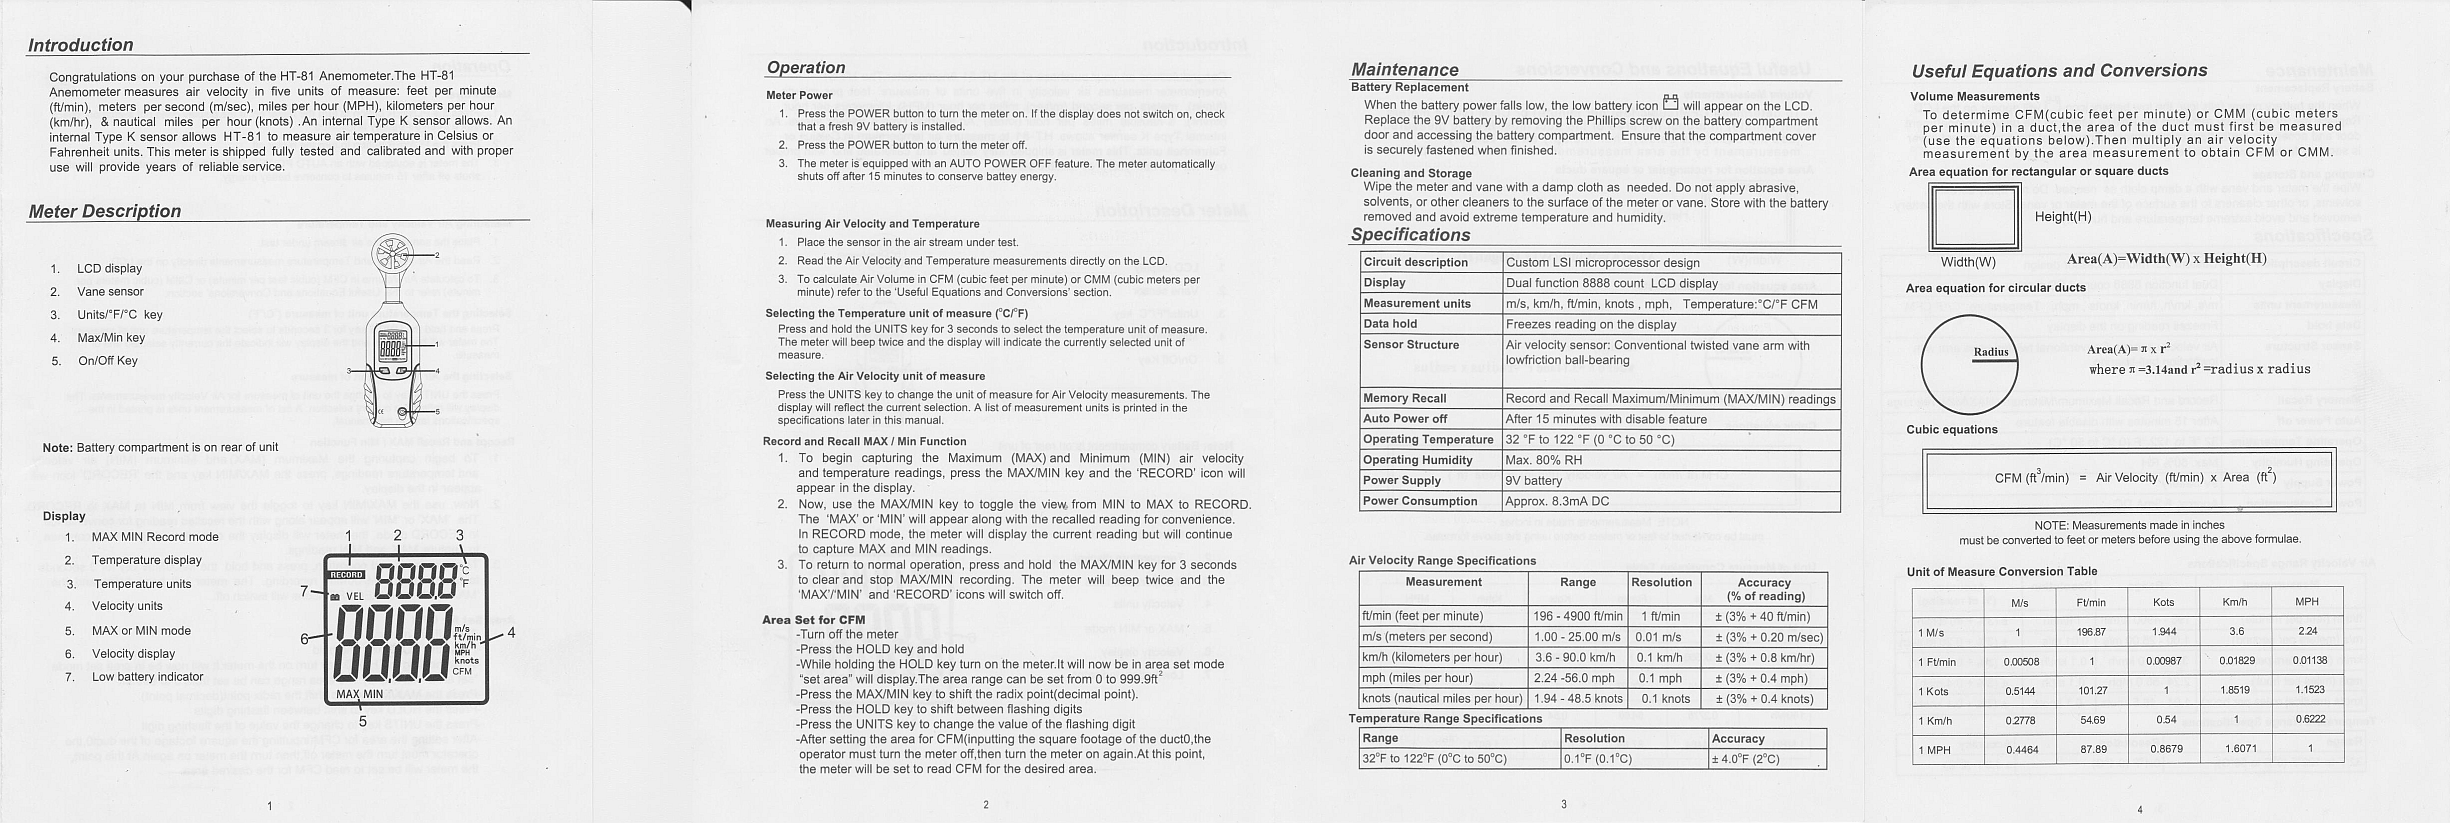 Introduction
Congratulations on your purchase of the HT-81 Anemometer.The HT-81
Anemometer measures air velocity in five units of measure: feet per minute
(ft/min), meters per second (m/sec), miles per hour (MPH), kilometers per hour
(km/hr), & nautical miles per hour (knots) .An internal Type K sensor allows. An
internal Type K sensor allows HT-81 to measure air temperature in Celsius or
Fahrenheit units. This meter is shipped fully tested and calibrated and with proper
use will provide years of reliable service.
Meter Description
1. LCD display
2. Vane sensor
3. Units/°F/°C key
4. Max/Min key
5. On/Off Key
2
1
3
4
5
CE
Note: Battery compartment is on rear of unit
Display
1. MAX MIN Record mode
2. Temperature display
3. Temperature units
4. Velocity units
5. MAX or MIN mode
6. Velocity display
7. Low battery indicator
1 2 3
RECORD
8888
°C
°F
7
VEL
6
8888
m/s
ft/min
km/h
MPH
knots
CFM
4
MAX MIN
5
1
Operation
Meter Power
1. Press the POWER button to turn the meter on. If the display does not switch on, check
that a fresh 9V battery is installed.
2. Press the POWER button to turn the meter off.
3. The meter is equipped with an AUTO POWER OFF feature. The meter automatically
shuts off after 15 minutes to conserve battey energy.
Measuring Air Velocity and Temperature
1. Place the sensor in the air stream under test.
2. Read the Air Velocity and Temperature measurements directly on the LCD.
3. To calculate Air Volume in CFM (cubic feet per minute) or CMM (cubic meters per
minute) refer to the 'Useful Equations and Conversions' section.
Selecting the Temperature unit of measure (°C/°F)
Press and hold the UNITS key for 3 seconds to select the temperature unit of measure.
The meter will beep twice and the display will indicate the currently selected unit of
measure.
Selecting the Air Velocity unit of measure
Press the UNITS key to change the unit of measure for Air Velocity measurements. The
display will reflect the current selection. A list of measurement units is printed in the
specifications later in this manual.
Record and Recall MAX / Min Function
1. To begin capturing the Maximum (MAX) and Minimum (MIN) air velocity
and temperature readings, press the MAX/MIN key and the 'RECORD' icon will
appear in the display.
2. Now, use the MAX/MIN key to toggle the view from MIN to MAX to RECORD.
The 'MAX' or 'MIN' will appear along with the recalled reading for convenience.
In RECORD mode, the meter will display the current reading but will continue
to capture MAX and MIN readings.
3. To return to normal operation, press and hold the MAX/MIN key for 3 seconds
to clear and stop MAX/MIN recording. The meter will beep twice and the
'MAX'/'MIN' and 'RECORD' icons will switch off.
Area Set for CFM
-Turn off the meter
-Press the HOLD key and hold
-While holding the HOLD key turn on the meter.It will now be in area set mode
"set area" will display.The area range can be set from 0 to 999.9ft²
-Press the MAX/MIN key to shift the radix point(decimal point).
-Press the HOLD key to shift between flashing digits
-Press the UNITS key to change the value of the flashing digit
-After setting the area for CFM(inputting the square footage of the duct0,the
operator must turn the meter off,then turn the meter on again.At this point,
the meter will be set to read CFM for the desired area.
2
Maintenance
Battery Replacement
When the battery power falls low, the low battery icon will appear on the LCD.
Replace the 9V battery by removing the Phillips screw on the battery compartment
door and accessing the battery compartment. Ensure that the compartment cover
is securely fastened when finished.
Cleaning and Storage
Wipe the meter and vane with a damp cloth as needed. Do not apply abrasive,
solvents, or other cleaners to the surface of the meter or vane. Store with the battery
removed and avoid extreme temperature and humidity.
Specifications
Circuit description Custom LSI microprocessor design
Display Dual function 8888 count LCD display
Measurement units m/s, km/h, ft/min, knots , mph, Temperature:°C/°F CFM
Data hold Freezes reading on the display
Sensor Structure Air velocity sensor: Conventional twisted vane arm with
lowfriction ball-bearing
Memory Recall Record and Recall Maximum/Minimum (MAX/MIN) readings
Auto Power off After 15 minutes with disable feature
Operating Temperature 32 °F to 122 °F (0 °C to 50 °C)
Operating Humidity Max. 80% RH
Power Supply 9V battery
Power Consumption Approx. 8.3mA DC
Air Velocity Range Specifications
Measurement Range Resolution Accuracy
(% of reading)
ft/min (feet per minute) 196 - 4900 ft/min 1 ft/min ± (3% + 40 ft/min)
m/s (meters per second) 1.00 - 25.00 m/s 0.01 m/s ± (3% + 0.20 m/sec)
km/h (kilometers per hour) 3.6 - 90.0 km/h 0.1 km/h ± (3% + 0.8 km/hr)
mph (miles per hour) 2.24 -56.0 mph 0.1 mph ± (3% + 0.4 mph)
knots (nautical miles per hour) 1.94 - 48.5 knots 0.1 knots ± (3% + 0.4 knots)
Temperature Range Specifications
Range Resolution Accuracy
32°F to 122°F (0°C to 50°C) 0.1°F (0.1°C) ± 4.0°F (2°C)
3
Useful Equations and Conversions
Volume Measurements
To determime CFM(cubic feet per minute) or CMM (cubic meters
per minute) in a duct,the area of the duct must first be measured
(use the equations below).Then multiply an air velocity
measurement by the area measurement to obtain CFM or CMM.
Area equation for rectangular or square ducts
Height(H)
Width(W)
Area(A)=Width(W) x Height(H)
Area equation for circular ducts
Radius
Area(A)= π x r²
where π =3.14and r² =radius x radius
Cubic equations
CFM (ft³/min) = Air Velocity (ft/min) x Area (ft²)
NOTE: Measurements made in inches
must be converted to feet or meters before using the above formulae.
Unit of Measure Conversion Table
M/s Ft/min Kots Km/h MPH
1 M/s 1 196.87 1.944 3.6 2.24
1 Ft/min 0.00508 1 0.00987 0.01829 0.01138
1 Kots 0.5144 101.27 1 1.8519 1.1523
1 Km/h 0.2778 54.69 0.54 1 0.6222
1 MPH 0.4464 87.89 0.8679 1.6071 1
4